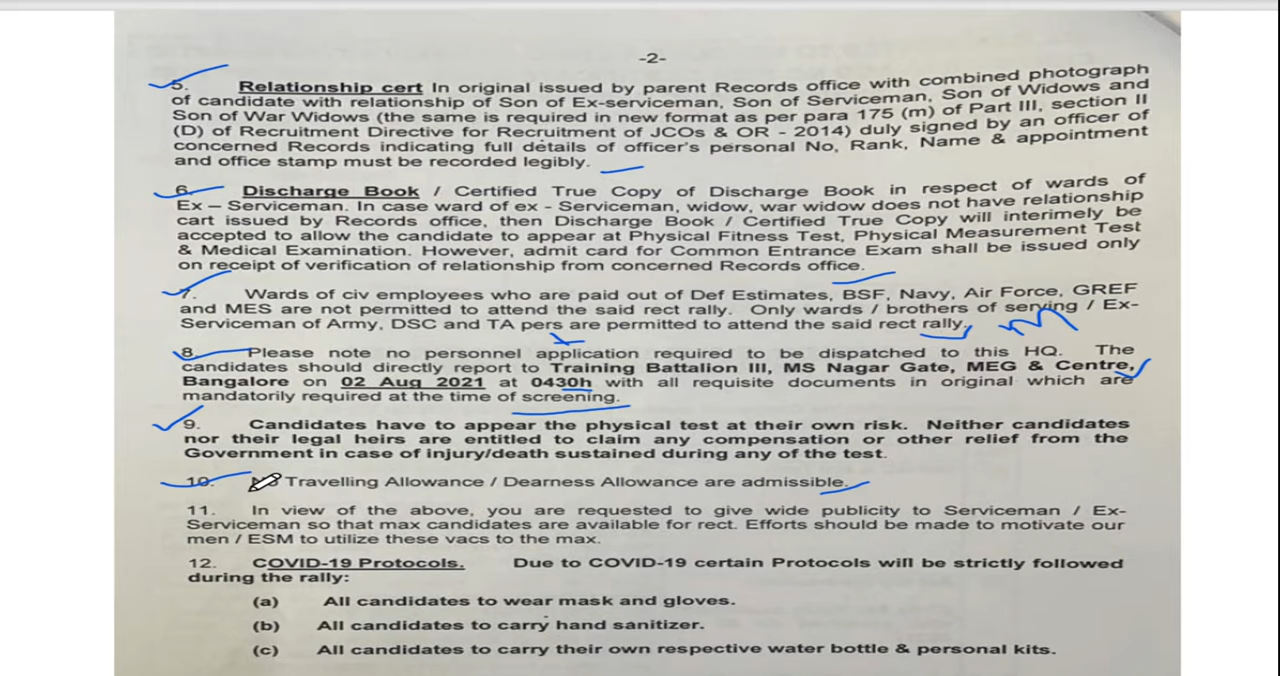 -2-
5. Relationship cert In original issued by parent Records office with combined photograph
of candidate with relationship of Son of Ex-serviceman, Son of Serviceman, Son of Widows and
Son of War Widows (the same is required in new format as per para 175 (m) of Part III, section II
(D) of Recruitment Directive for Recruitment of JCOs & OR - 2014) duly signed by an officer of
concerned Records indicating full details of officer's personal No, Rank, Name & appointment
and office stamp must be recorded legibly.
6. Discharge Book / Certified True Copy of Discharge Book in respect of wards of
Ex – Serviceman. In case ward of ex - Serviceman, widow, war widow does not have relationship
cart issued by Records office, then Discharge Book / Certified True Copy will interimely be
accepted to allow the candidate to appear at Physical Fitness Test, Physical Measurement Test
& Medical Examination. However, admit card for Common Entrance Exam shall be issued only
on receipt of verification of relationship from concerned Records office.
7. Wards of civ employees who are paid out of Def Estimates, BSF, Navy, Air Force, GREF
and MES are not permitted to attend the said rect rally. Only wards / brothers of serving / Ex-
Serviceman of Army, DSC and TA pers are permitted to attend the said rect rally.
8. Please note no personnel application required to be dispatched to this HQ. The
candidates should directly report to Training Battalion III, MS Nagar Gate, MEG & Centre,
Bangalore on 02 Aug 2021 at 0430h with all requisite documents in original which are
mandatorily required at the time of screening.
9. Candidates have to appear the physical test at their own risk. Neither candidates
nor their legal heirs are entitled to claim any compensation or other relief from the
Government in case of injury/death sustained during any of the test.
10. Travelling Allowance / Dearness Allowance are admissible.
11. In view of the above, you are requested to give wide publicity to Serviceman / Ex-
Serviceman so that max candidates are available for rect. Efforts should be made to motivate our
men / ESM to utilize these vacs to the max.
12. COVID-19 Protocols. Due to COVID-19 certain Protocols will be strictly followed
during the rally:
(a) All candidates to wear mask and gloves.
(b) All candidates to carry hand sanitizer.
(c) All candidates to carry their own respective water bottle & personal kits.